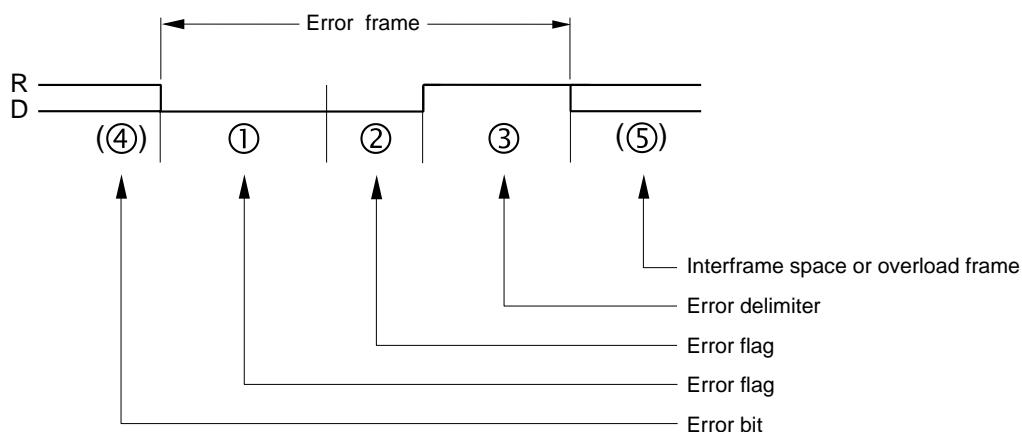 Error frame
R
D
(④) ① ② ③ (⑤)
Interframe space or overload frame
Error delimiter
Error flag
Error flag
Error bit